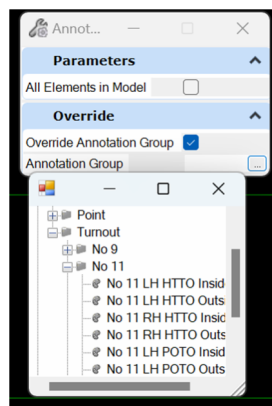 Annot...
Parameters
All Elements in Model
Override
Override Annotation Group
Annotation Group
...
Point
Turnout
No 9
No 11
No 11 LH HTTO Insid
No 11 LH HTTO Outs
No 11 RH HTTO Insid
No 11 RH HTTO Outs
No 11 LH POTO Insid
No 11 LH POTO Outs